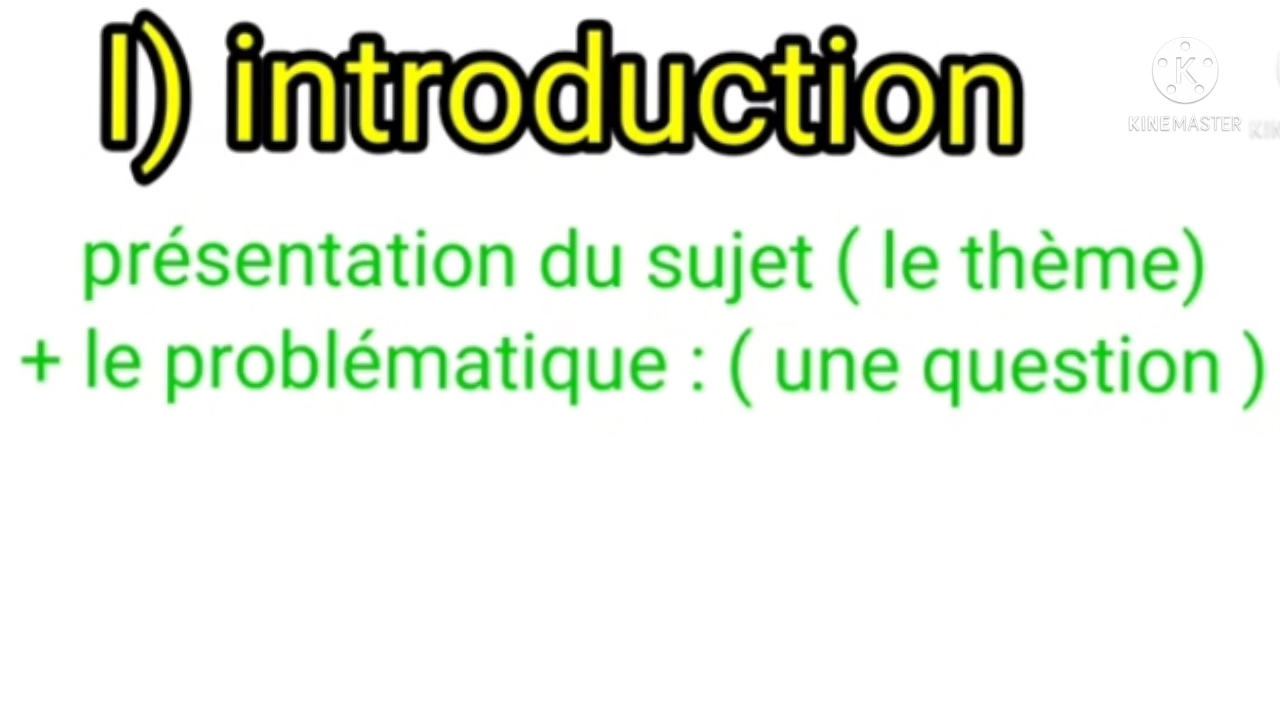 I) introduction
KINEMASTER
présentation du sujet ( le thème)
+ le problématique : ( une question )